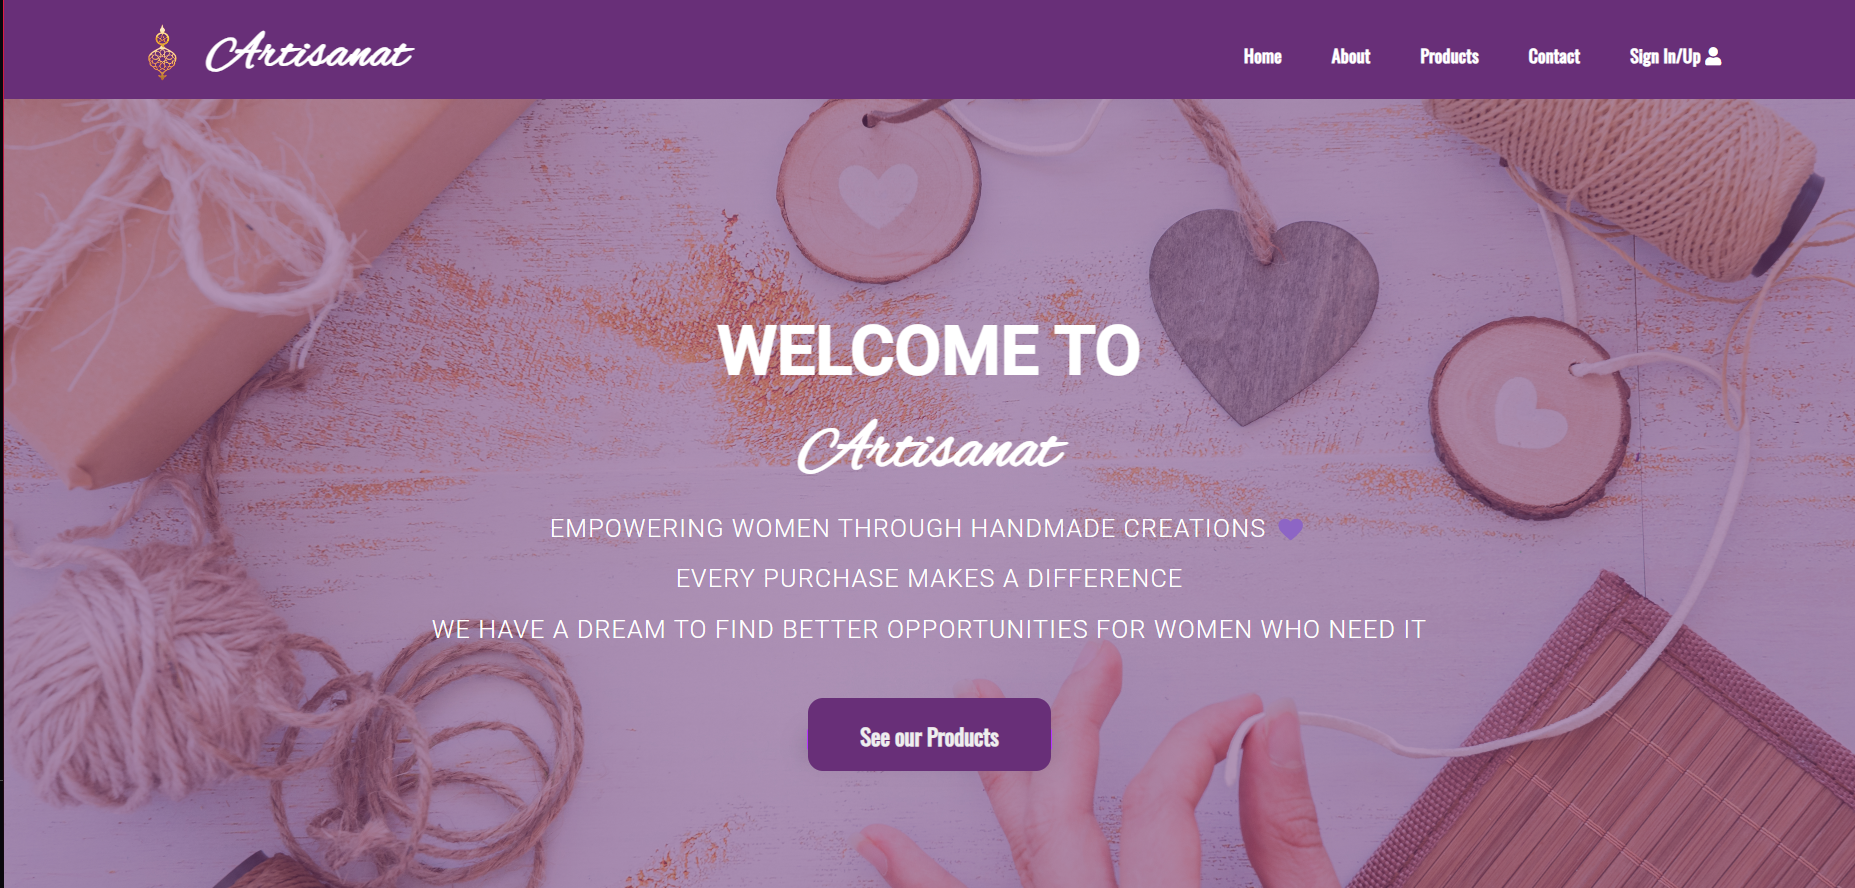 Artisanat
Home
About
Products
Contact
Sign In/Up
WELCOME TO
Artisanat
EMPOWERING WOMEN THROUGH HANDMADE CREATIONS 💜
EVERY PURCHASE MAKES A DIFFERENCE
WE HAVE A DREAM TO FIND BETTER OPPORTUNITIES FOR WOMEN WHO NEED IT
See our Products